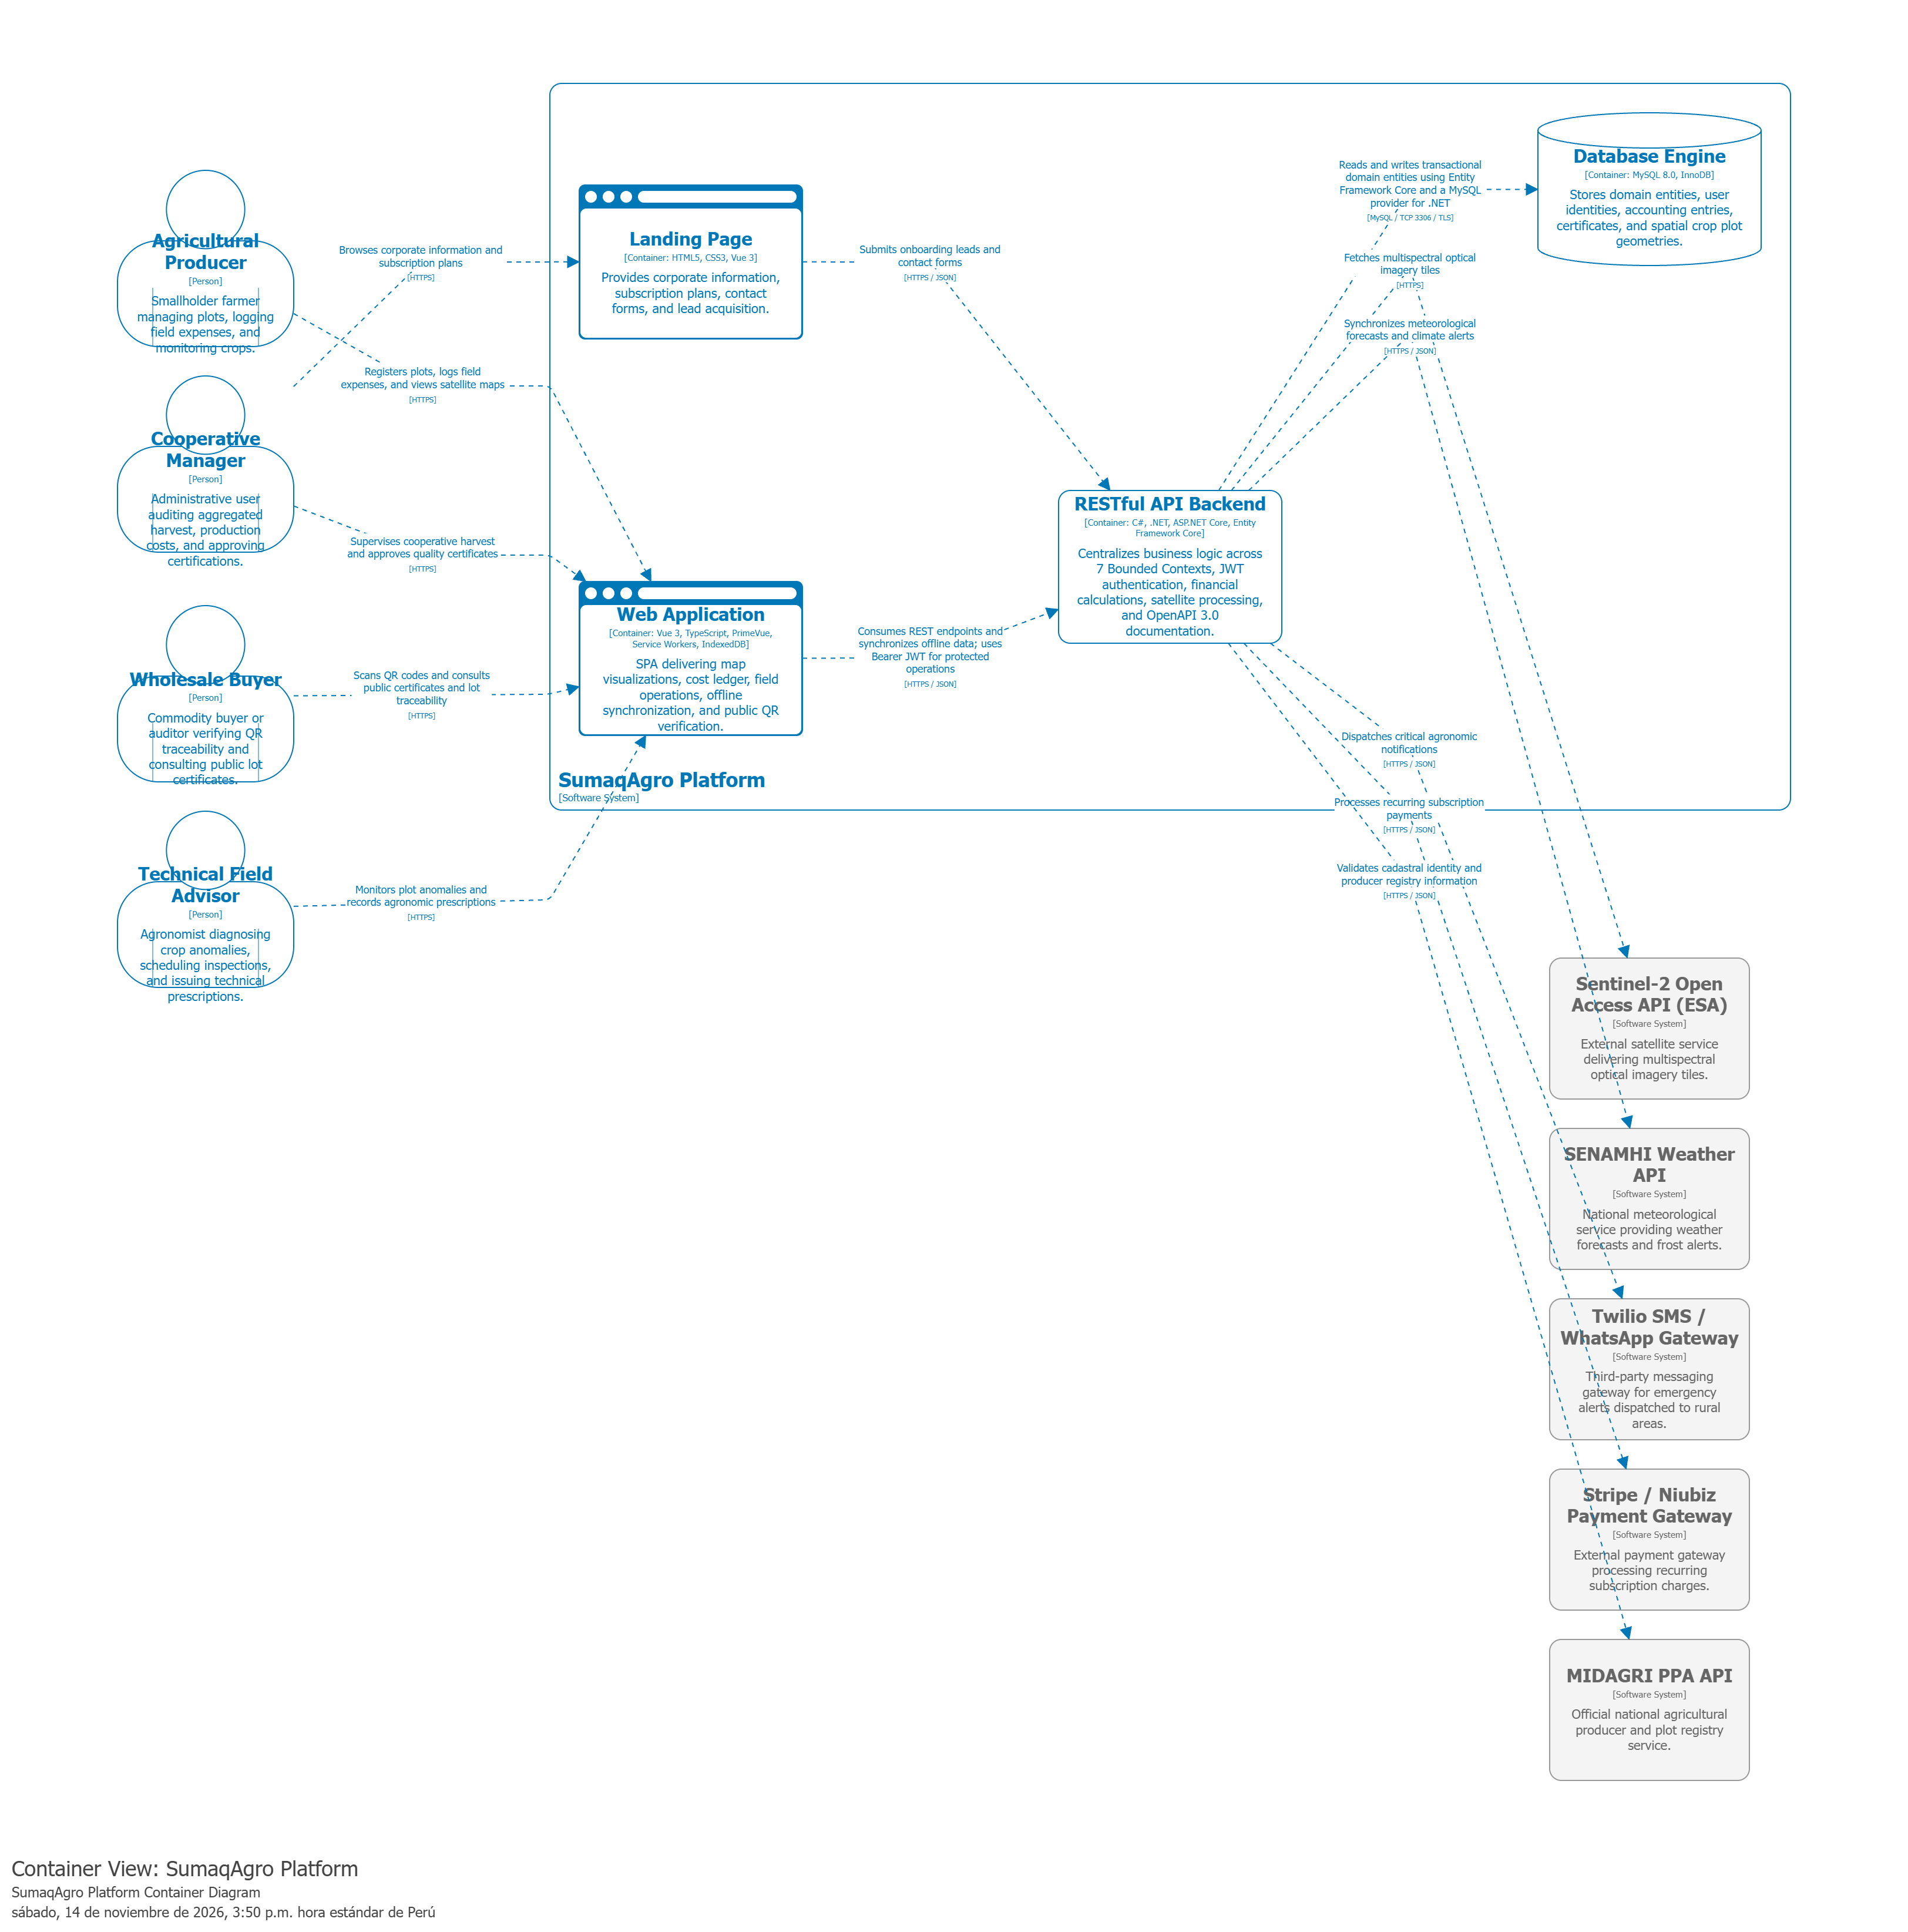 Agricultural
Producer
[Person]
Smallholder farmer
managing plots, logging
field expenses, and
monitoring crops.
Cooperative
Manager
[Person]
Administrative user
auditing aggregated
harvest, production
costs, and approving
certifications.
Wholesale Buyer
[Person]
Commodity buyer or
auditor verifying QR
traceability and
consulting public lot
certificates.
Technical Field
Advisor
[Person]
Agronomist diagnosing
crop anomalies,
scheduling inspections,
and issuing technical
prescriptions.
Browses corporate information and
subscription plans
[HTTPS]
Registers plots, logs field
expenses, and views satellite maps
[HTTPS]
Supervises cooperative harvest
and approves quality certificates
[HTTPS]
Scans QR codes and consults
public certificates and lot
traceability
[HTTPS]
Monitors plot anomalies and
records agronomic prescriptions
[HTTPS]
Landing Page
[Container: HTML5, CSS3, Vue 3]
Provides corporate information,
subscription plans, contact
forms, and lead acquisition.
Web Application
[Container: Vue 3, TypeScript, PrimeVue,
Service Workers, IndexedDB]
SPA delivering map
visualizations, cost ledger, field
operations, offline
synchronization, and public QR
verification.
SumaqAgro Platform
[Software System]
Submits onboarding leads and
contact forms
[HTTPS / JSON]
Consumes REST endpoints and
synchronizes offline data; uses
Bearer JWT for protected
operations
[HTTPS / JSON]
RESTful API Backend
[Container: C#, .NET, ASP.NET Core, Entity
Framework Core]
Centralizes business logic across
7 Bounded Contexts, JWT
authentication, financial
calculations, satellite processing,
and OpenAPI 3.0
documentation.
Reads and writes transactional
domain entities using Entity
Framework Core and a MySQL
provider for .NET
[MySQL / TCP 3306 / TLS]
Fetches multispectral optical
imagery tiles
[HTTPS]
Synchronizes meteorological
forecasts and climate alerts
[HTTPS / JSON]
Dispatches critical agronomic
notifications
[HTTPS / JSON]
Processes recurring subscription
payments
[HTTPS / JSON]
Validates cadastral identity and
producer registry information
[HTTPS / JSON]
Database Engine
[Container: MySQL 8.0, InnoDB]
Stores domain entities, user
identities, accounting entries,
certificates, and spatial crop plot
geometries.
Sentinel-2 Open
Access API (ESA)
[Software System]
External satellite service
delivering multispectral
optical imagery tiles.
SENAMHI Weather
API
[Software System]
National meteorological
service providing weather
forecasts and frost alerts.
Twilio SMS /
WhatsApp Gateway
[Software System]
Third-party messaging
gateway for emergency
alerts dispatched to rural
areas.
Stripe / Niubiz
Payment Gateway
[Software System]
External payment gateway
processing recurring
subscription charges.
MIDAGRI PPA API
[Software System]
Official national agricultural
producer and plot registry
service.
Container View: SumaqAgro Platform
SumaqAgro Platform Container Diagram
sábado, 14 de noviembre de 2026, 3:50 p.m. hora estándar de Perú